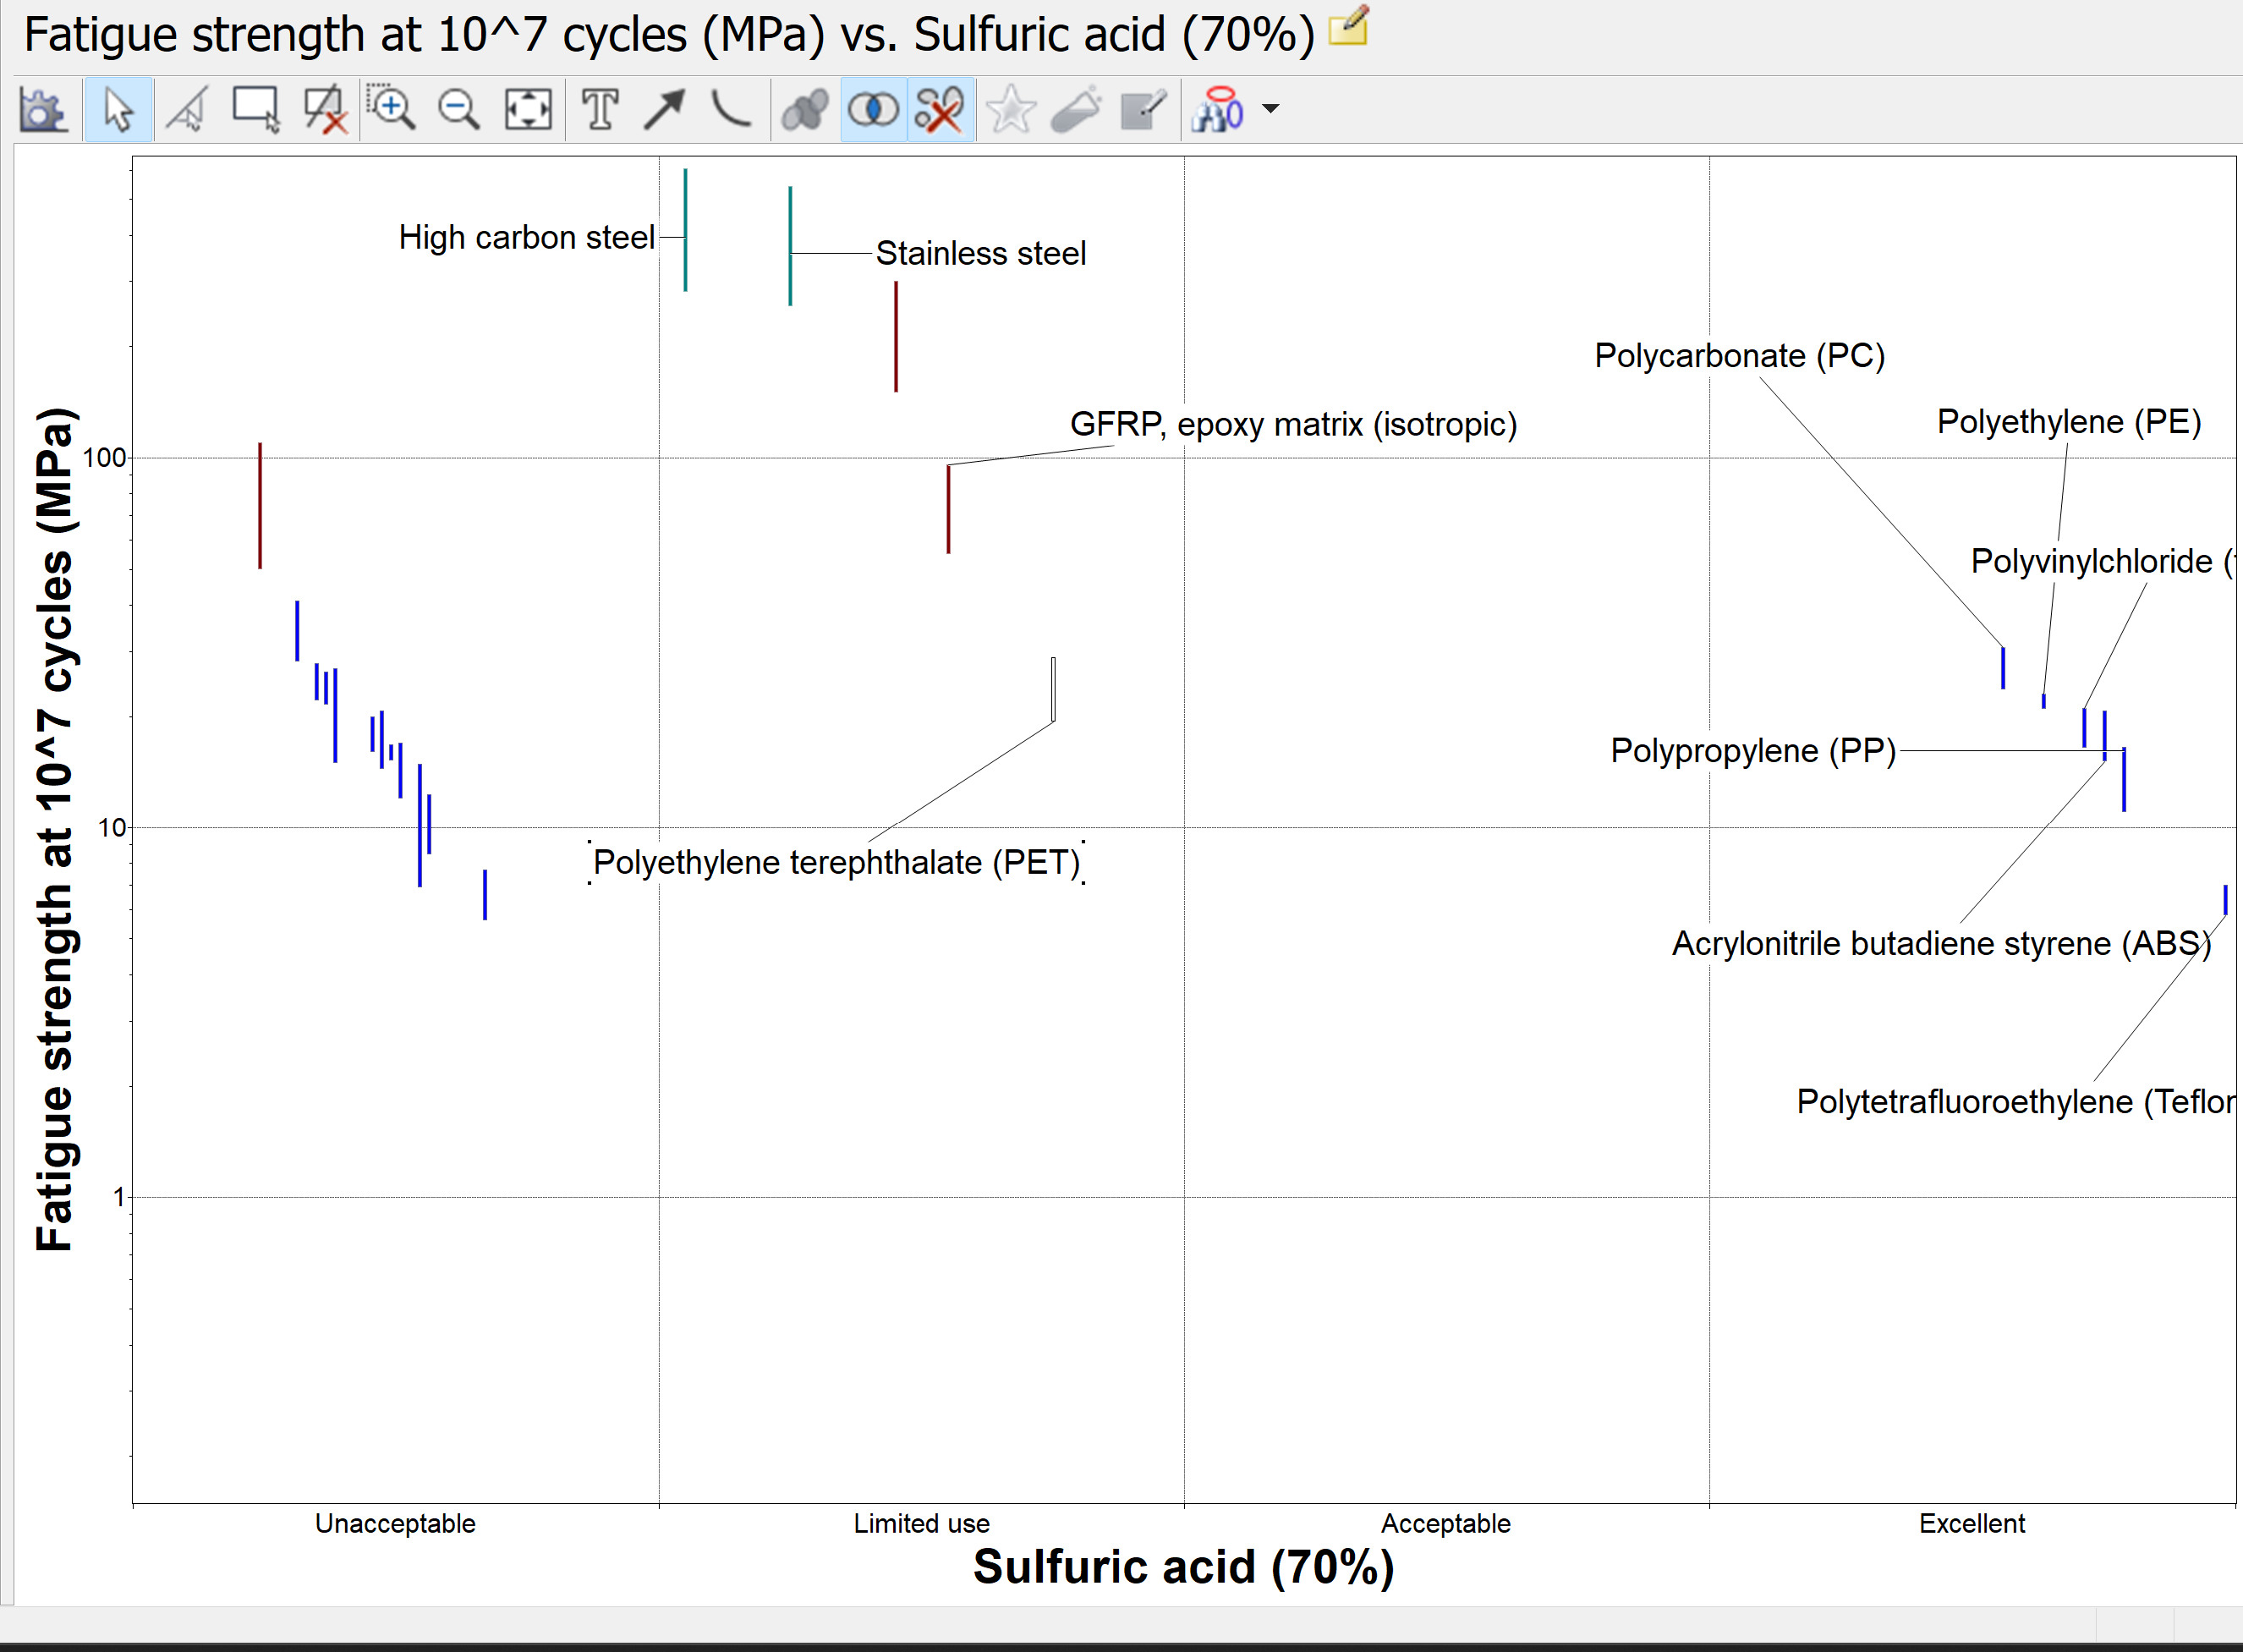 Fatigue strength at 10^7 cycles (MPa) vs. Sulfuric acid (70%)
High carbon steel
Stainless steel
Polycarbonate (PC)
GFRP, epoxy matrix (isotropic)
Polyethylene (PE)
100
Polyvinylchloride (
Polypropylene (PP)
10
Polyethylene terephthalate (PET)
Acrylonitrile butadiene styrene (ABS)
Polytetrafluoroethylene (Teflon
1
Fatigue strength at 10^7 cycles (MPa)
Unacceptable
Limited use
Acceptable
Excellent
Sulfuric acid (70%)